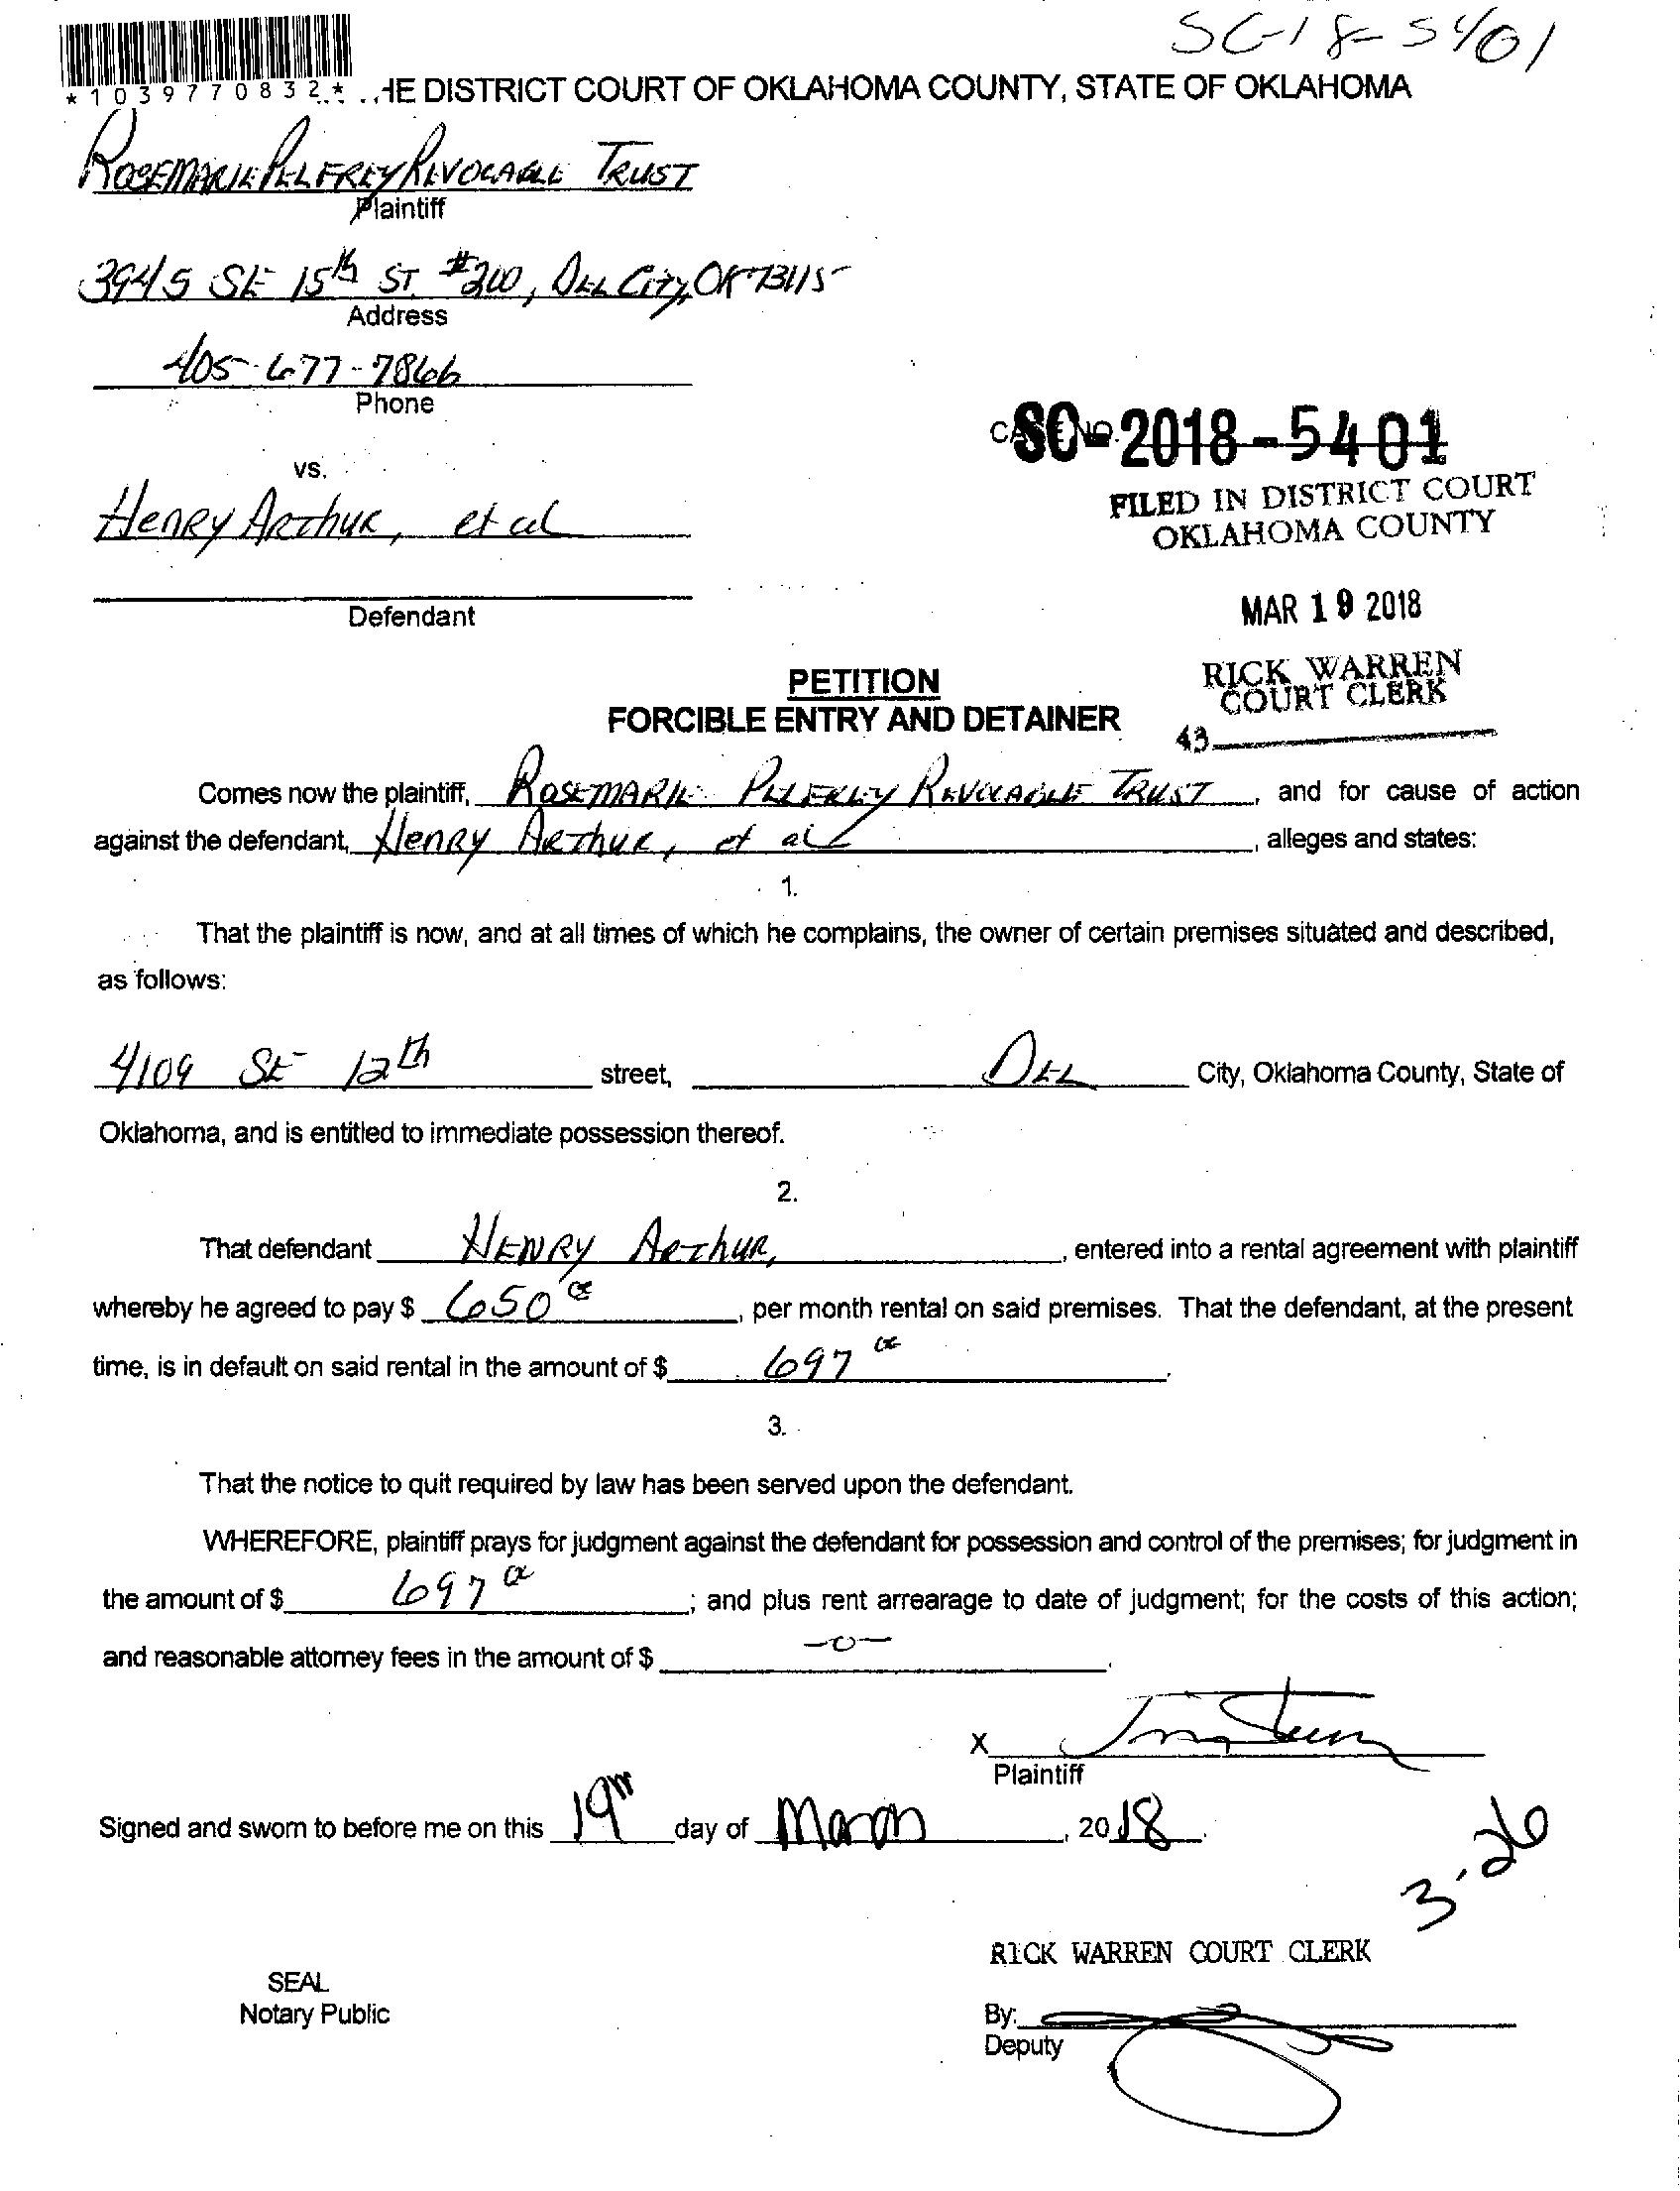 SC-18-5401
*1039770832*
HE DISTRICT COURT OF OKLAHOMA COUNTY, STATE OF OKLAHOMA
ROSEMARIE PELFREY REVOCABLE TRUST
Plaintiff
3945 SE 15th ST. #200, DEL CITY, OK 73115
Address
405-677-7866
Phone
CASE NO. SC-2018-5401
vs.
FILED IN DISTRICT COURT
OKLAHOMA COUNTY
Henry Arthur, et al
MAR 19 2018
Defendant
RICK WARREN
COURT CLERK
43
PETITION
FORCIBLE ENTRY AND DETAINER
Comes now the plaintiff, ROSEMARIE PELFREY REVOCABLE TRUST, and for cause of action
against the defendant, Henry Arthur, et al, alleges and states:
1.
That the plaintiff is now, and at all times of which he complains, the owner of certain premises situated and described,
as follows:
4109 SE 12th street, DEL City, Oklahoma County, State of
Oklahoma, and is entitled to immediate possession thereof.
2.
That defendant HENRY Arthur, , entered into a rental agreement with plaintiff
whereby he agreed to pay $ 650 , per month rental on said premises. That the defendant, at the present
time, is in default on said rental in the amount of $ 697 .
3.
That the notice to quit required by law has been served upon the defendant.
WHEREFORE, plaintiff prays for judgment against the defendant for possession and control of the premises; for judgment in
the amount of $ 697 ; and plus rent arrearage to date of judgment; for the costs of this action;
and reasonable attorney fees in the amount of $ -0- .
X
Plaintiff
Signed and sworn to before me on this 19th day of March, 2018.
3-26
RICK WARREN COURT CLERK
SEAL
Notary Public
By:
Deputy